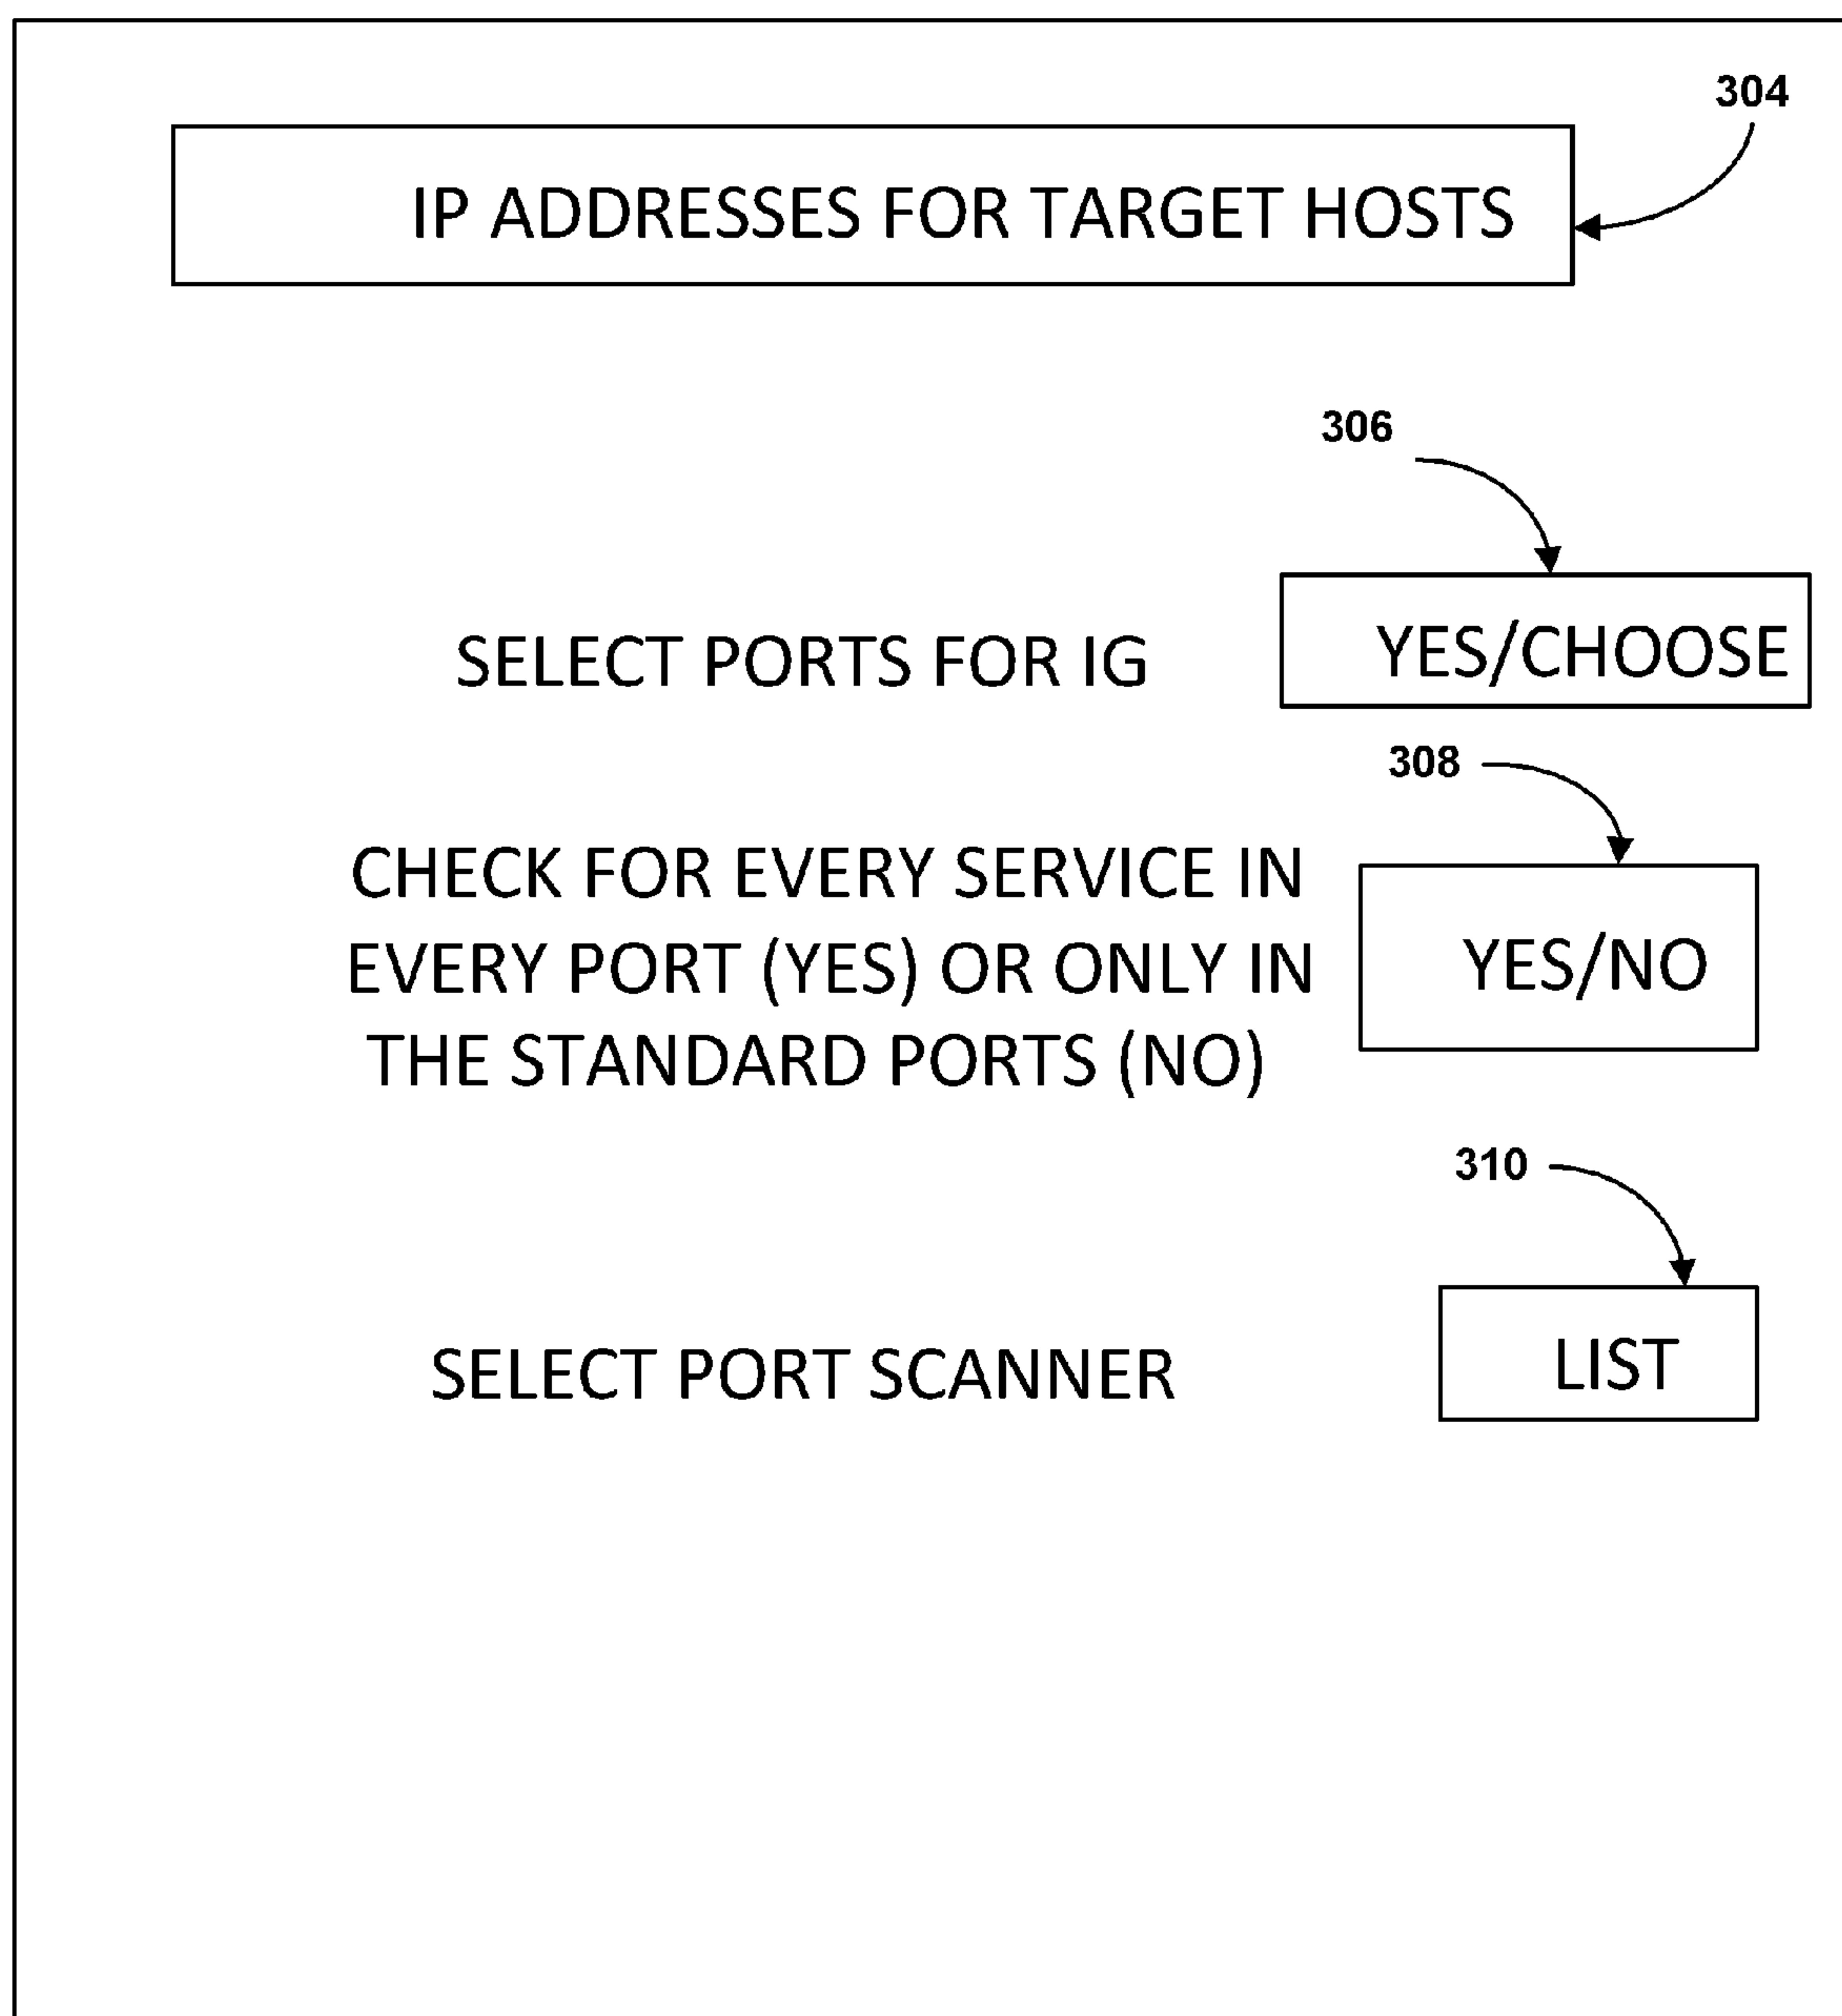 304
IP ADDRESSES FOR TARGET HOSTS
306
SELECT PORTS FOR IG
YES/CHOOSE
308
CHECK FOR EVERY SERVICE IN
EVERY PORT (YES) OR ONLY IN
THE STANDARD PORTS (NO)
YES/NO
310
SELECT PORT SCANNER
LIST